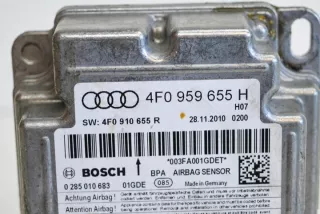 4F0 959 655 H
H07
SW: 4F0 910 655 R 28.11.2010 0200
*003FA001GDET*
BOSCH BPA AIRBAG SENSOR
0 285 010 683 01GDE 085 Made in Germany
Achtung Airbag !
Attention Airbag !